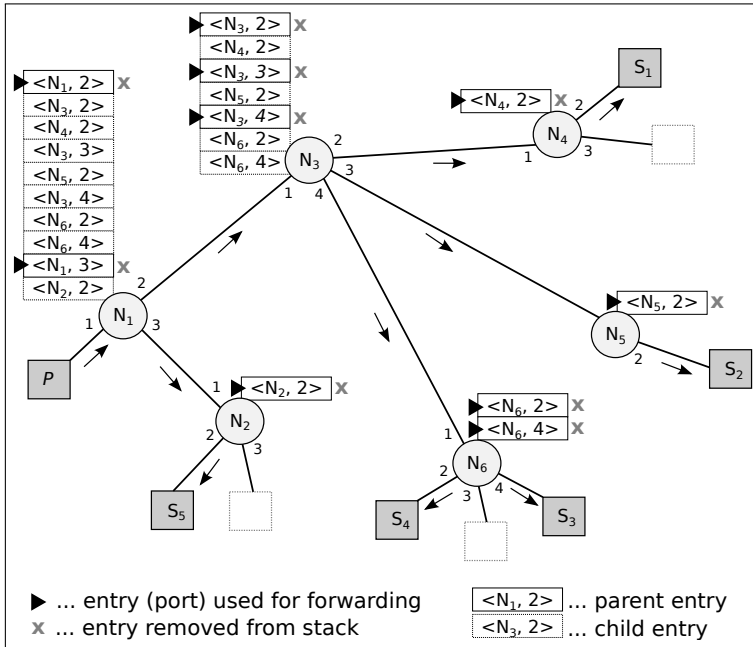 <N₃, 2> x
<N₄, 2>
<N₃, 3> x
<N₅, 2>
<N₃, 4> x
<N₆, 2>
<N₆, 4>
<N₁, 2> x
<N₃, 2>
<N₄, 2>
<N₃, 3>
<N₅, 2>
<N₃, 4>
<N₆, 2>
<N₆, 4>
<N₁, 3> x
<N₂, 2>
<N₄, 2> x
S₁
N₄
1
2
3
N₃
1
2
3
4
N₁
1
2
3
P
<N₅, 2> x
N₅
2
S₂
<N₂, 2> x
N₂
1
2
3
S₅
<N₆, 2> x
<N₆, 4> x
N₆
1
2
3
4
S₄
S₃
... entry (port) used for forwarding
x ... entry removed from stack
<N₁, 2> ... parent entry
<N₃, 2> ... child entry